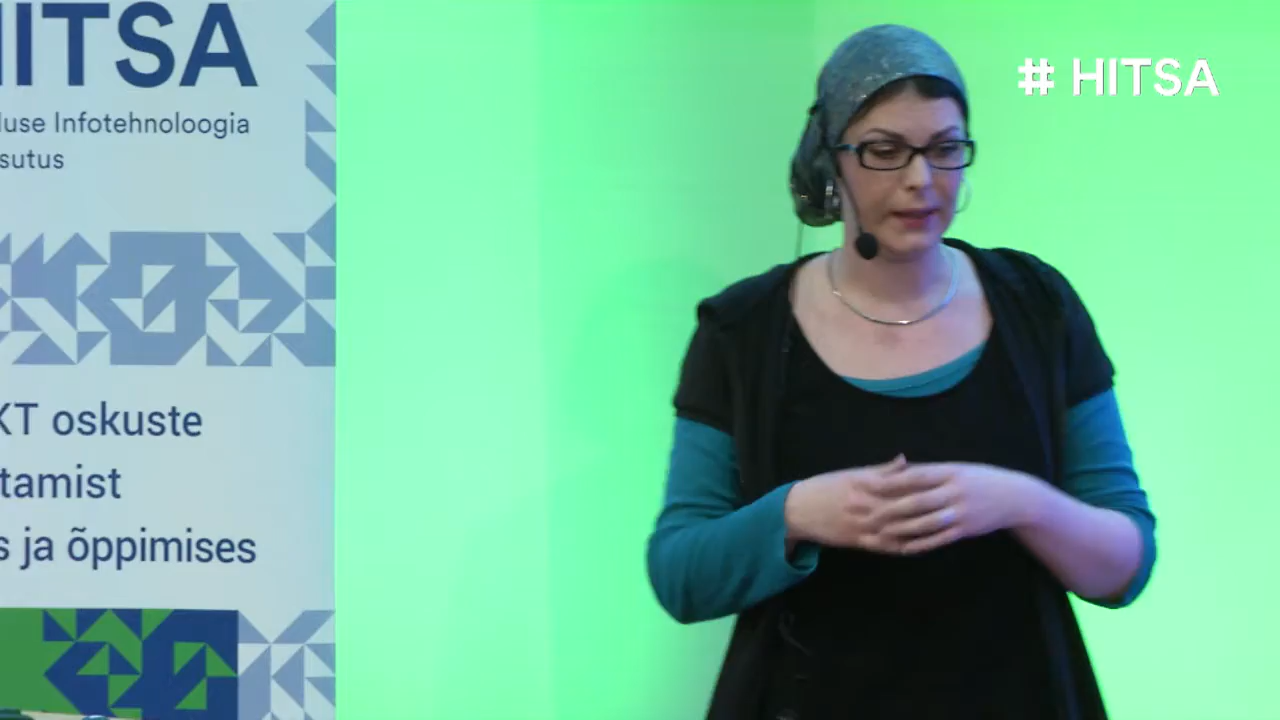 HITSA
# HITSA
luse Infotehnoloogia
sutus
KT oskuste
tamist
s ja õppimises